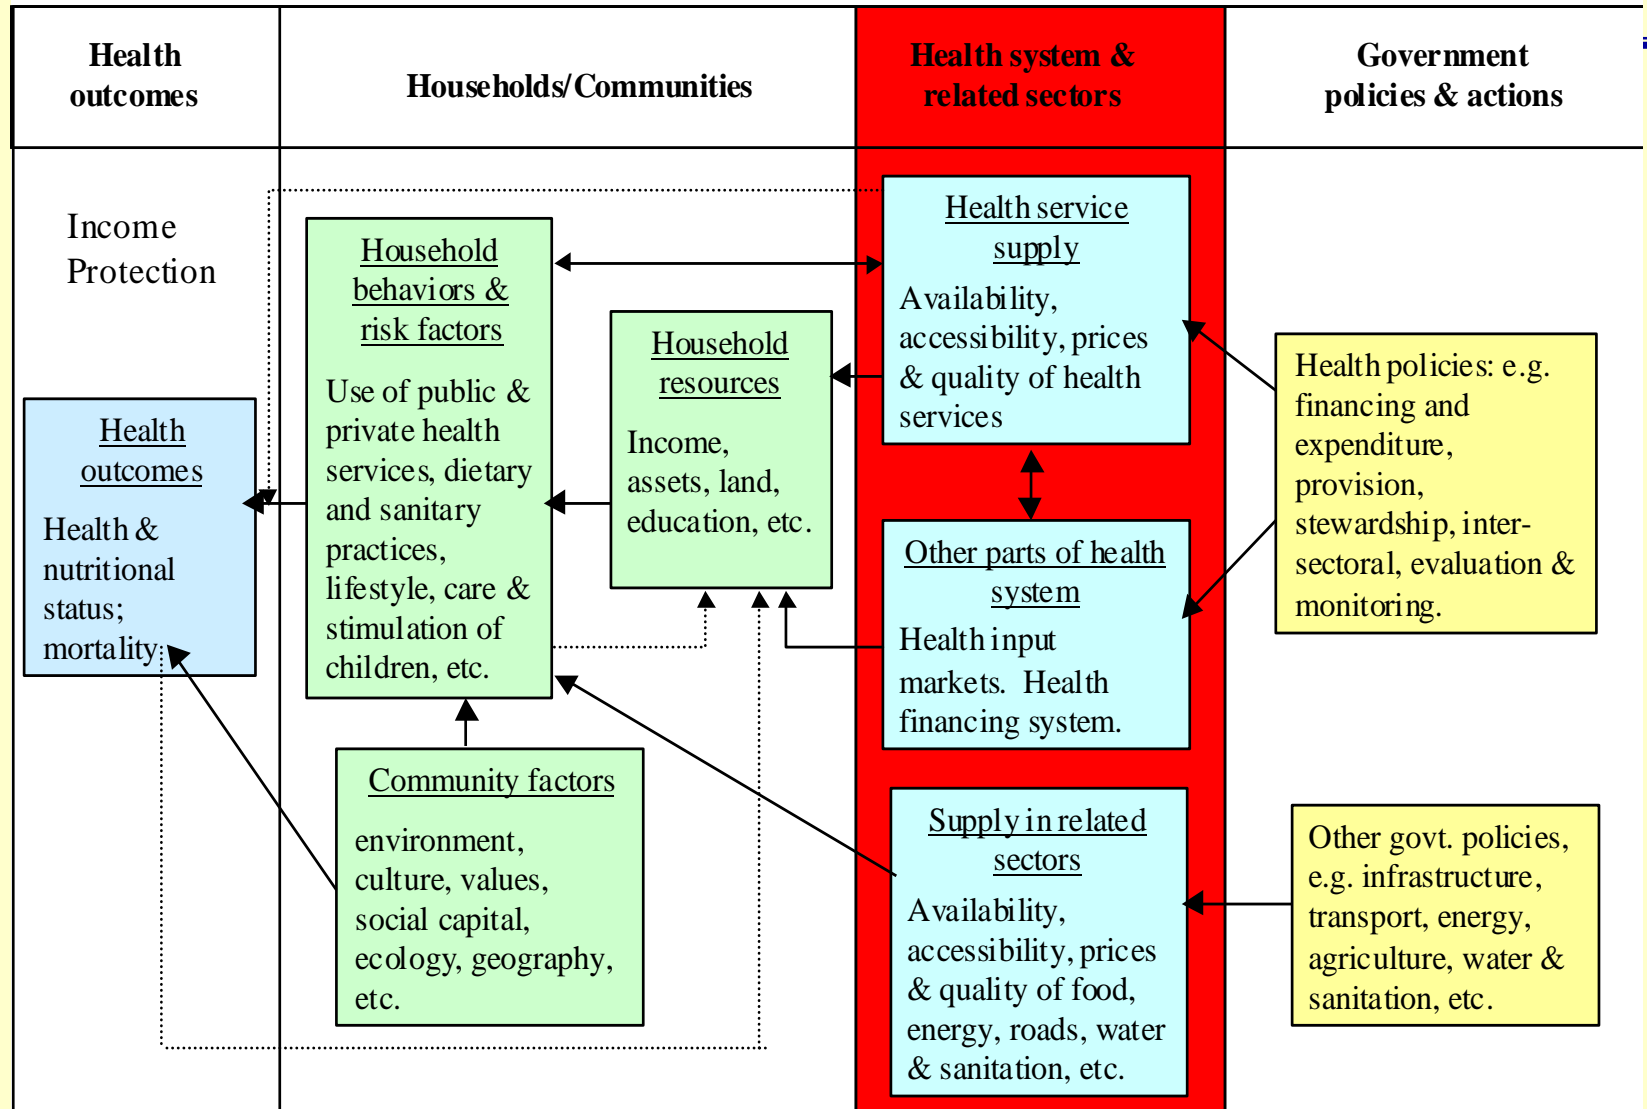 Health
outcomes
Households/Communities
Health system &
related sectors
Government
policies & actions
Income
Protection
Health
outcomes
Health &
nutritional
status;
mortality
Household
behaviors &
risk factors
Use of public &
private health
services, dietary
and sanitary
practices,
lifestyle, care &
stimulation of
children, etc.
Household
resources
Income,
assets, land,
education, etc.
Community factors
environment,
culture, values,
social capital,
ecology, geography,
etc.
Health service
supply
Availability,
accessibility, prices
& quality of health
services
Other parts of health
system
Health input
markets. Health
financing system.
Supply in related
sectors
Availability,
accessibility, prices
& quality of food,
energy, roads, water
& sanitation, etc.
Health policies: e.g.
financing and
expenditure,
provision,
stewardship, inter-
sectoral, evaluation &
monitoring.
Other govt. policies,
e.g. infrastructure,
transport, energy,
agriculture, water &
sanitation, etc.